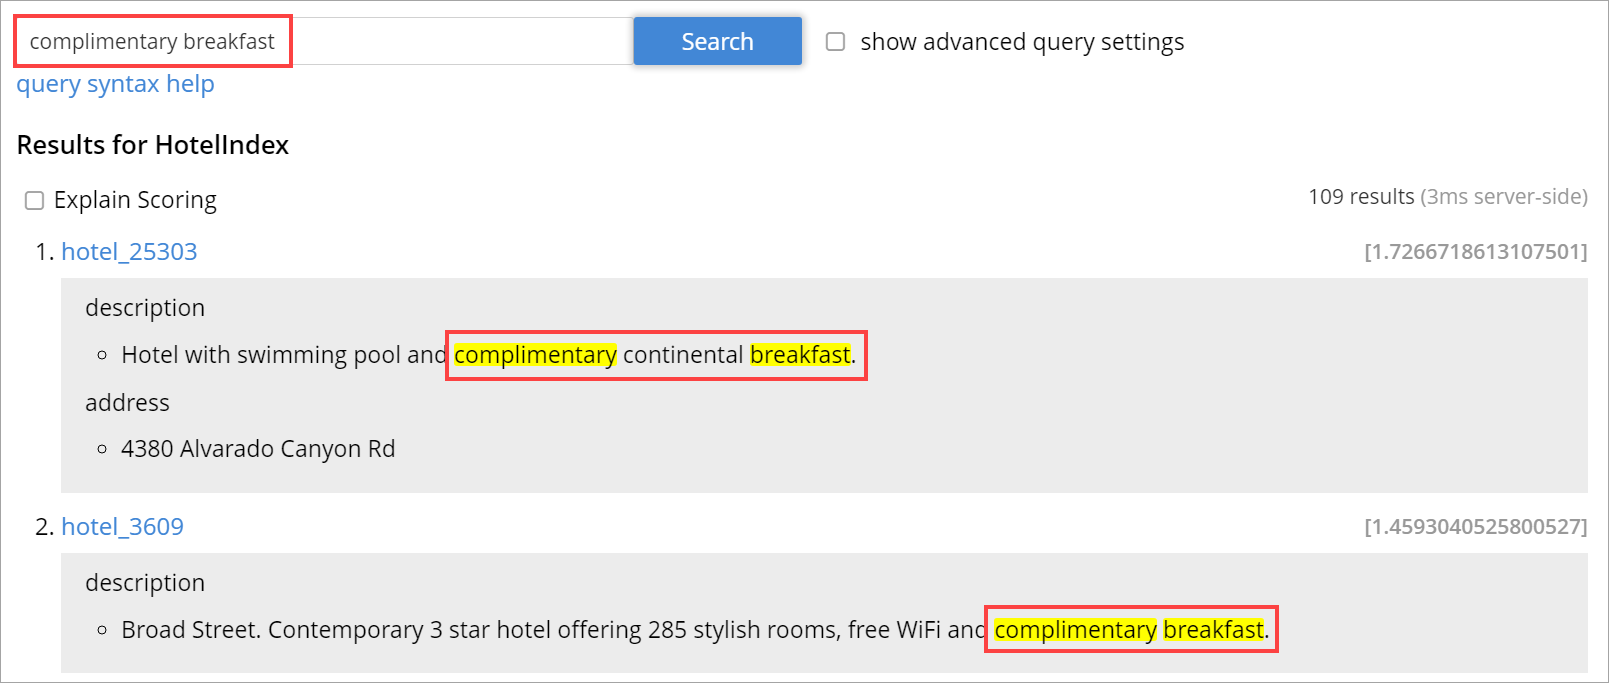 complimentary breakfast Search show advanced query settings
query syntax help
Results for HotelIndex
Explain Scoring 109 results (3ms server-side)
1. hotel_25303 [1.7266718613107501]
description
Hotel with swimming pool and complimentary continental breakfast.
address
4380 Alvarado Canyon Rd
2. hotel_3609 [1.4593040525800527]
description
Broad Street. Contemporary 3 star hotel offering 285 stylish rooms, free WiFi and complimentary breakfast.